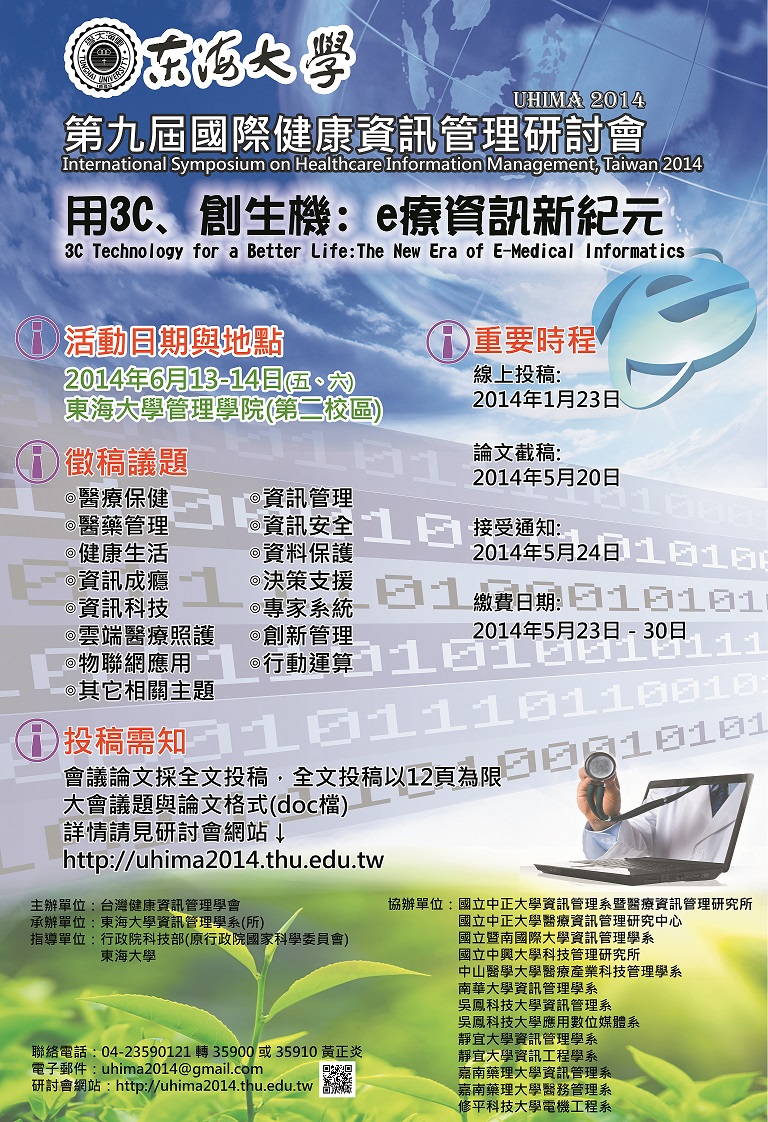 東海大學
UHIMA 2014
第九屆國際健康資訊管理研討會
International Symposium on Healthcare Information Management, Taiwan 2014
用3C、創生機：e療資訊新紀元
3C Technology for a Better Life:The New Era of E-Medical Informatics
活動日期與地點
2014年6月13-14日(五、六)
東海大學管理學院(第二校區)
徵稿議題
◎醫療保健
◎醫藥管理
◎健康生活
◎資訊成癮
◎資訊科技
◎雲端醫療照護
◎物聯網應用
◎其它相關主題
◎資訊管理
◎資訊安全
◎資料保護
◎決策支援
◎專家系統
◎創新管理
◎行動運算
重要時程
線上投稿:
2014年1月23日
論文截稿:
2014年5月20日
接受通知:
2014年5月24日
繳費日期:
2014年5月23日 - 30日
投稿需知
會議論文採全文投稿，全文投稿以12頁為限
大會議題與論文格式(doc檔)
詳情請見研討會網站↓
http://uhima2014.thu.edu.tw
主辦單位：台灣健康資訊管理學會
承辦單位：東海大學資訊管理學系(所)
指導單位：行政院科技部(原行政院國家科學委員會)
東海大學
協辦單位：國立中正大學資訊管理系暨醫療資訊管理研究所
國立中正大學醫療資訊管理研究中心
國立暨南國際大學資訊管理學系
國立中興大學科技管理研究所
中山醫學大學醫療產業科技管理學系
南華大學資訊管理學系
吳鳳科技大學資訊管理系
吳鳳科技大學應用數位媒體系
靜宜大學資訊管理學系
靜宜大學資訊工程學系
嘉南藥理大學資訊管理系
嘉南藥理大學醫務管理系
修平科技大學電機工程系
聯絡電話：04-23590121 轉 35900 或 35910 黃正炎
電子郵件：uhima2014@gmail.com
研討會網站：http://uhima2014.thu.edu.tw